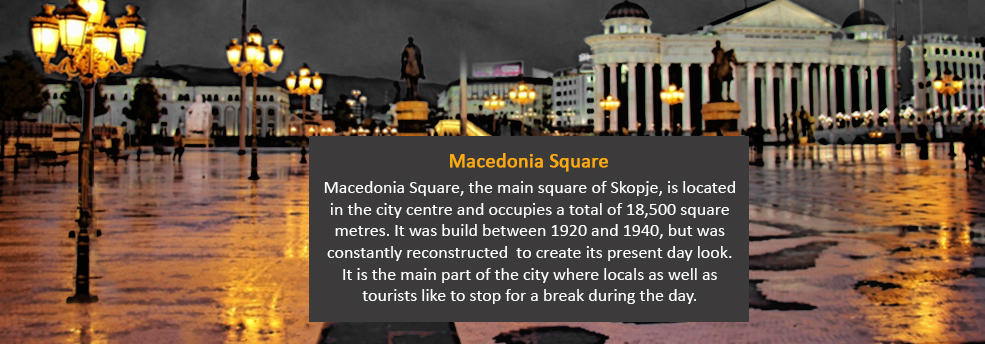 Macedonia Square
Macedonia Square, the main square of Skopje, is located
in the city centre and occupies a total of 18,500 square
metres. It was build between 1920 and 1940, but was
constantly reconstructed  to create its present day look.
It is the main part of the city where locals as well as
tourists like to stop for a break during the day.